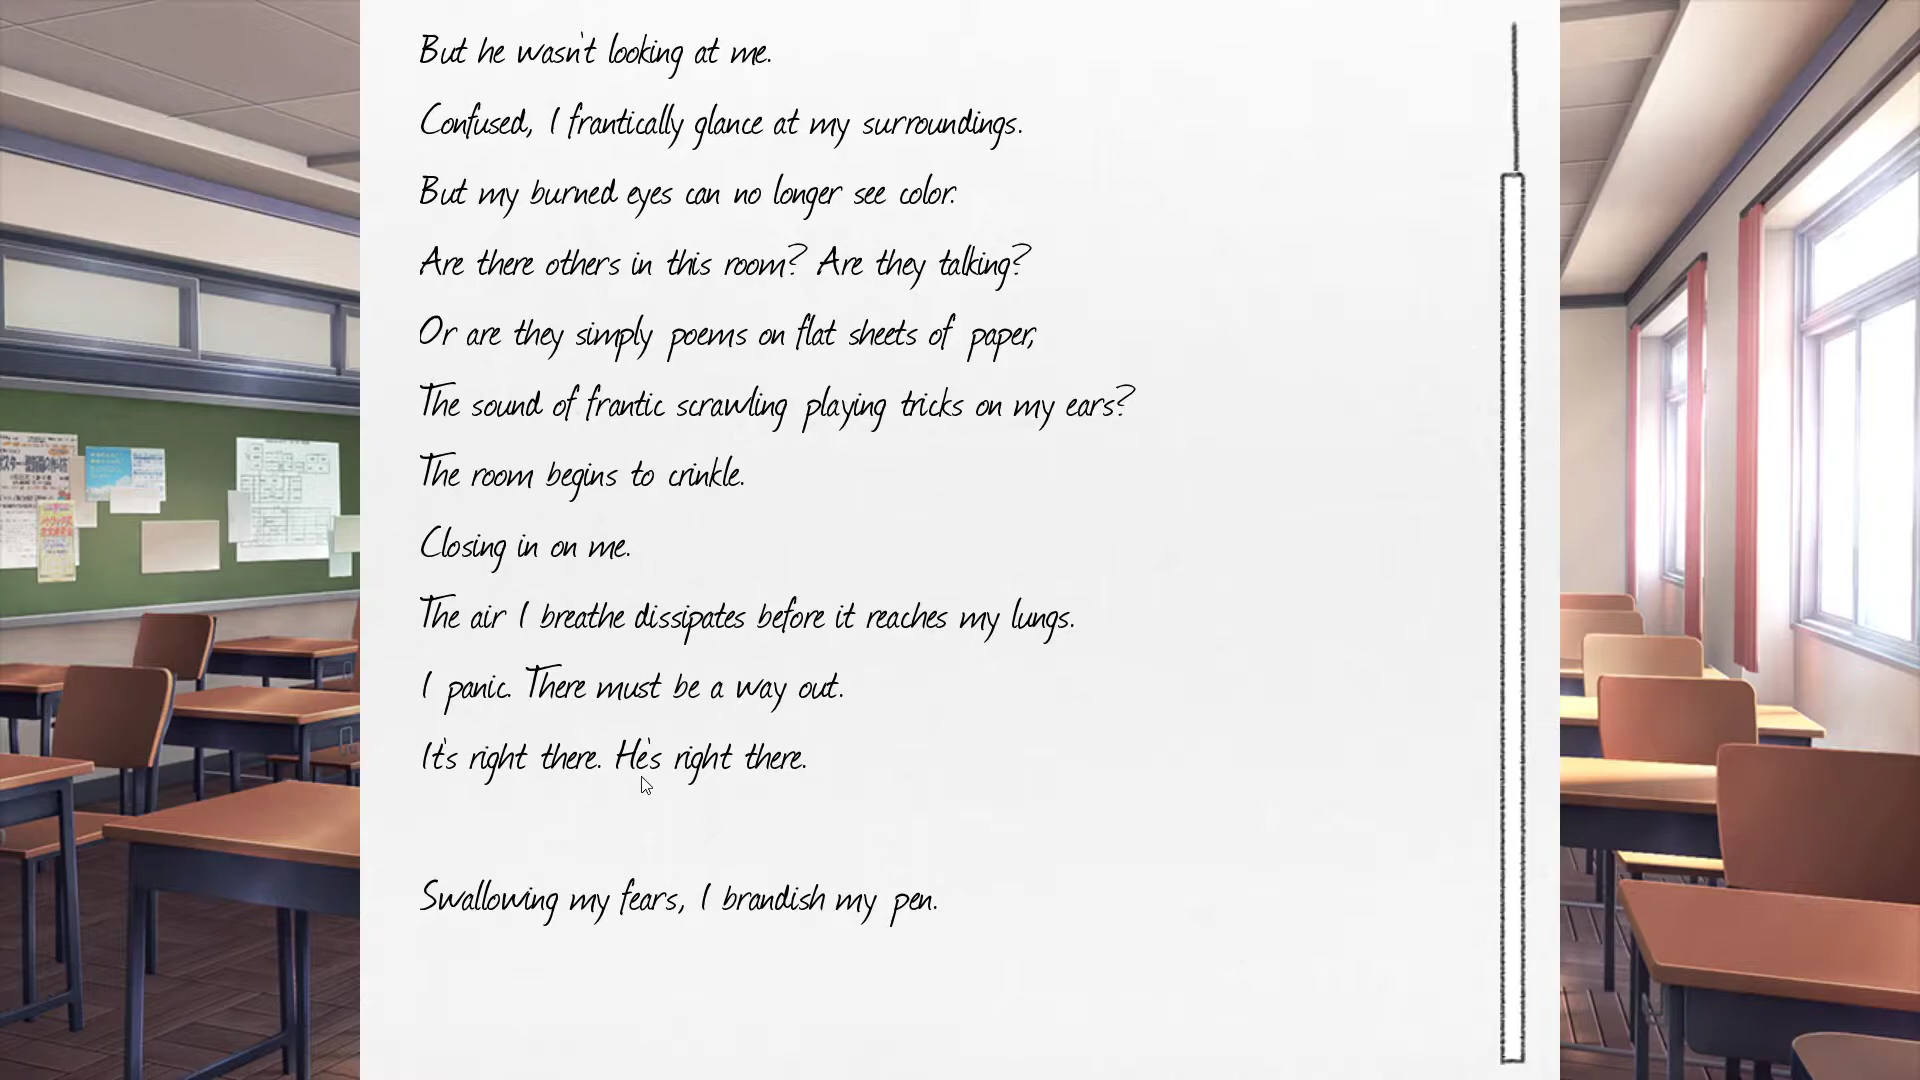 But he wasn't looking at me.
Confused, I frantically glance at my surroundings.
But my burned eyes can no longer see color.
Are there others in this room? Are they talking?
Or are they simply poems on flat sheets of paper,
The sound of frantic scrawling playing tricks on my ears?
The room begins to crinkle.
Closing in on me.
The air I breathe dissipates before it reaches my lungs.
I panic. There must be a way out.
It's right there. He's right there.
Swallowing my fears, I brandish my pen.